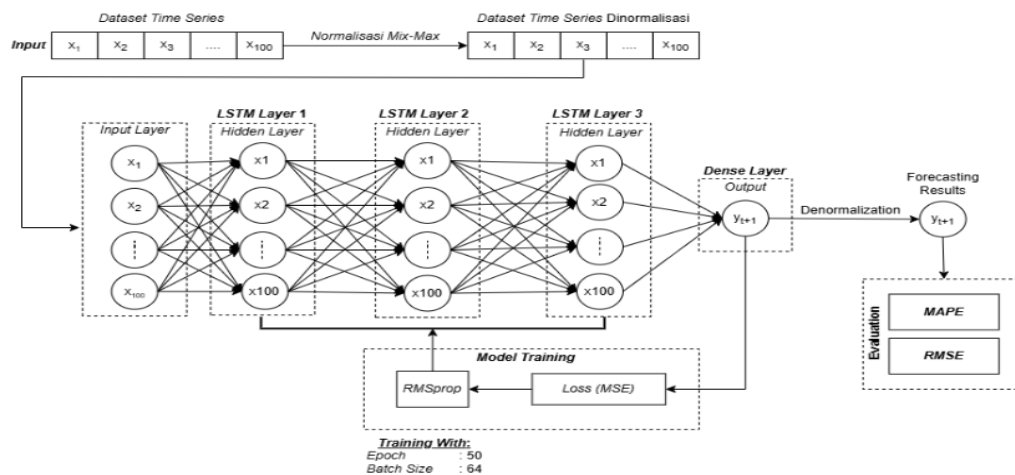 Dataset Time Series
Dataset Time Series Dinormalisasi
Input
x1 x2 x3 .... x100
Normalisasi Mix-Max
x1 x2 x3 .... x100
LSTM Layer 1
LSTM Layer 2
LSTM Layer 3
Input Layer
Hidden Layer
Hidden Layer
Hidden Layer
x1
x1
x1
x1
x2
x2
x2
x2
x100
x100
x100
x100
Dense Layer
Output
yt+1
Denormalization
Forecasting
Results
yt+1
Evaluation
MAPE
RMSE
Model Training
RMSprop
Loss (MSE)
Training With:
Epoch : 50
Batch Size : 64